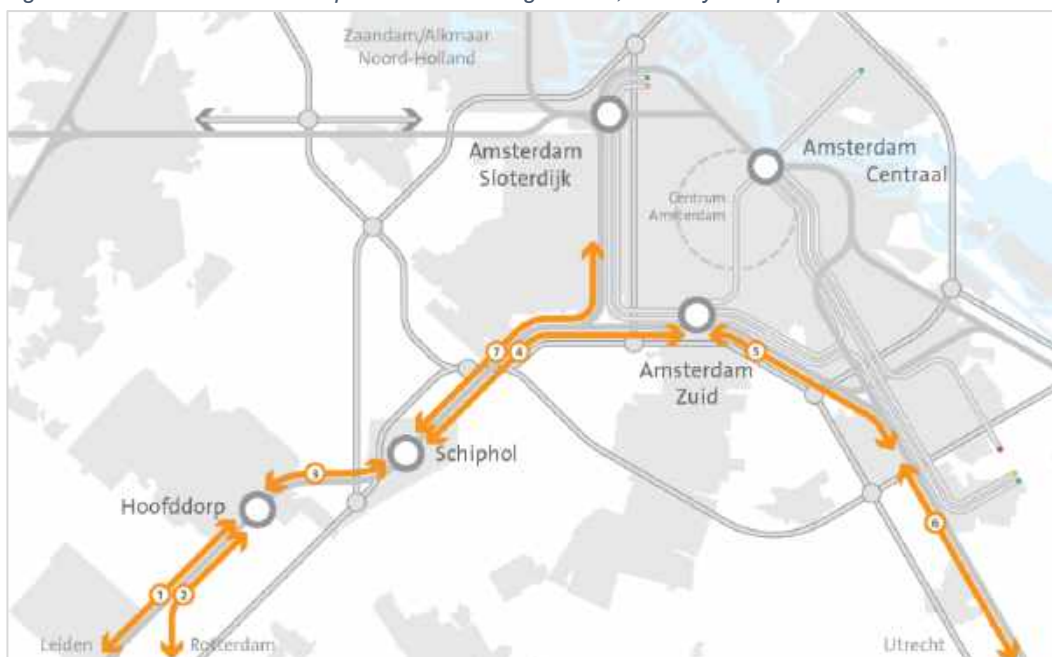 Zaandam/Alkmaar
Noord-Holland
Amsterdam
Sloterdijk
Amsterdam
Centraal
Centrum
Amsterdam
7
4
5
Amsterdam
Zuid
Schiphol
3
Hoofddorp
6
1
2
Leiden
Rotterdam
Utrecht